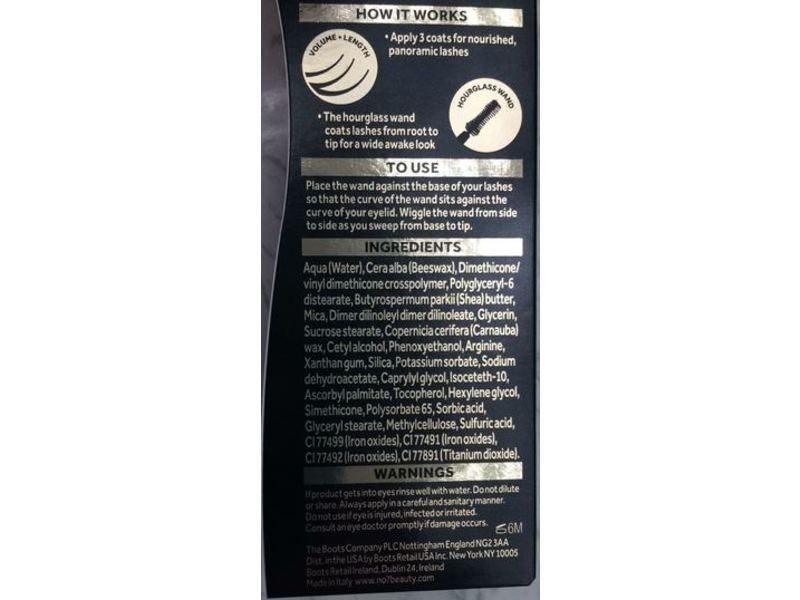 HOW IT WORKS
VOLUME • LENGTH
• Apply 3 coats for nourished,
panoramic lashes
HOURGLASS WAND
• The hourglass wand
coats lashes from root to
tip for a wide awake look
TO USE
Place the wand against the base of your lashes
so that the curve of the wand sits against the
curve of your eyelid. Wiggle the wand from side
to side as you sweep from base to tip.
INGREDIENTS
Aqua (Water), Cera alba (Beeswax), Dimethicone/
vinyl dimethicone crosspolymer, Polyglyceryl-6
distearate, Butyrospermum parkii (Shea) butter,
Mica, Dimer dilinoleyl dimer dilinoleate, Glycerin,
Sucrose stearate, Copernicia cerifera (Carnauba)
wax, Cetyl alcohol, Phenoxyethanol, Arginine,
Xanthan gum, Silica, Potassium sorbate, Sodium
dehydroacetate, Caprylyl glycol, Isoceteth-10,
Ascorbyl palmitate, Tocopherol, Hexylene glycol,
Simethicone, Polysorbate 65, Sorbic acid,
Glyceryl stearate, Methylcellulose, Sulfuric acid,
CI 77499 (Iron oxides), CI 77491 (Iron oxides),
CI 77492 (Iron oxides), CI 77891 (Titanium dioxide).
WARNINGS
If product gets into eyes rinse well with water. Do not dilute
or share. Always apply in a careful and sanitary manner.
Do not use if eye is injured, infected or irritated.
Consult an eye doctor promptly if damage occurs.
6M
The Boots Company PLC Nottingham England NG2 3AA
Dist. in the USA by Boots Retail USA Inc. New York NY 10005
Boots Retail Ireland, Dublin 24, Ireland
Made in Italy www.no7beauty.com